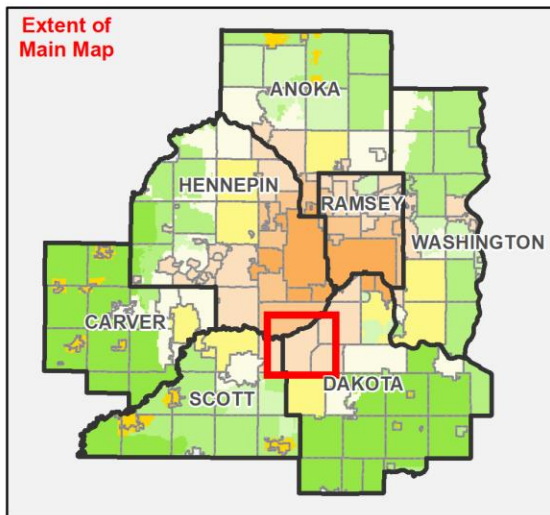 Extent of
Main Map
ANOKA
HENNEPIN
RAMSEY
WASHINGTON
CARVER
SCOTT
DAKOTA